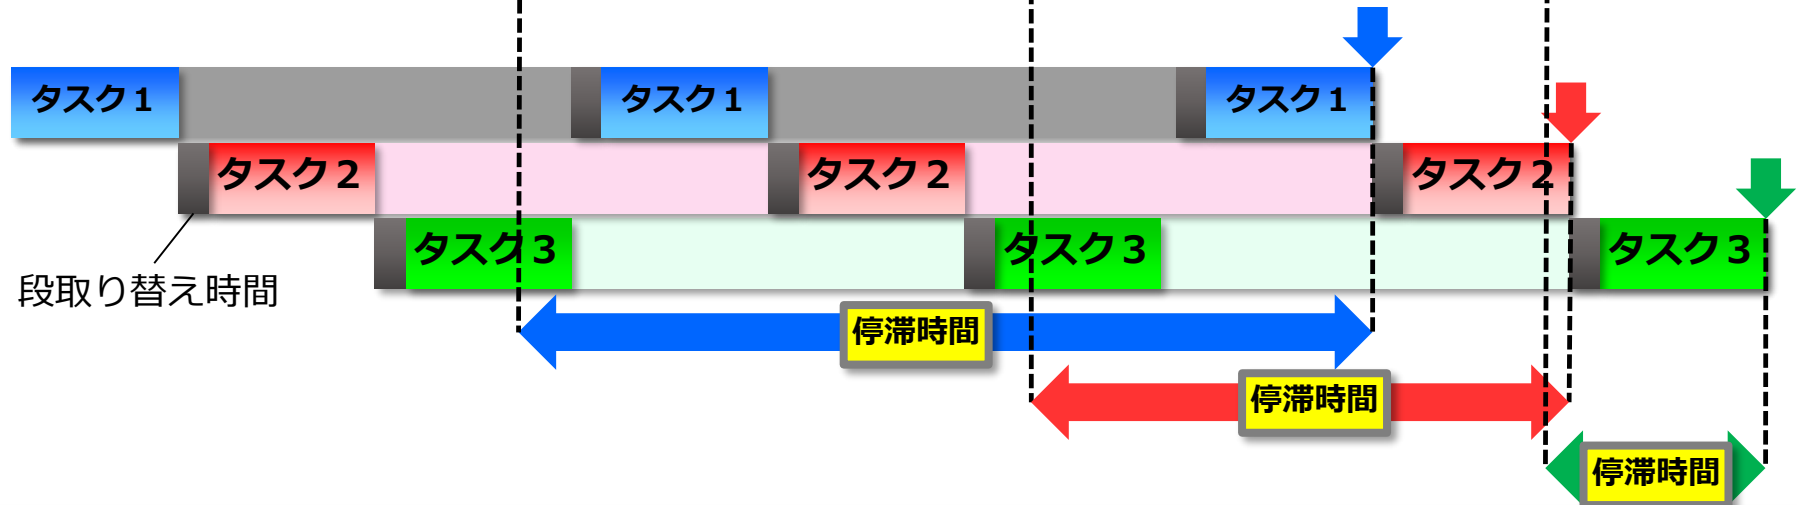 タスク１ タスク１ タスク１
タスク２ タスク２ タスク２
タスク３ タスク３ タスク３
段取り替え時間
停滞時間
停滞時間
停滞時間